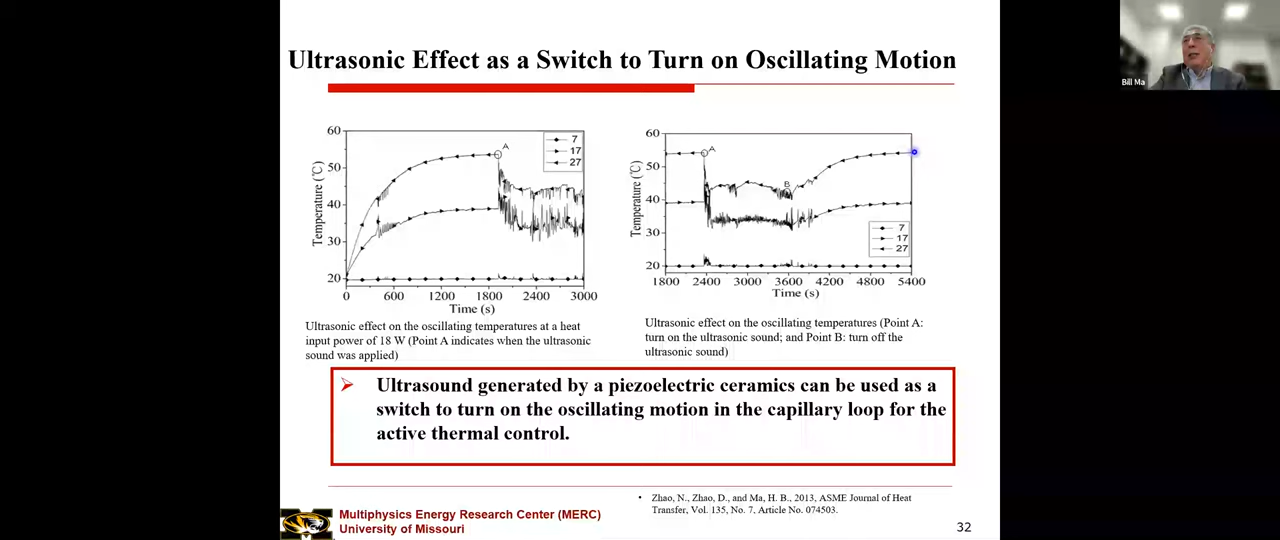 Ultrasonic Effect as a Switch to Turn on Oscillating Motion
Bill Ma
60
50
40
30
20
Temperature (℃)
A
7
17
27
0
600
1200
1800
2400
3000
Time (s)
60
50
40
30
20
Temperature (℃)
A
B
7
17
27
1800
2400
3000
3600
4200
4800
5400
Time (s)
Ultrasonic effect on the oscillating temperatures at a heat
input power of 18 W (Point A indicates when the ultrasonic
sound was applied)
Ultrasonic effect on the oscillating temperatures (Point A:
turn on the ultrasonic sound; and Point B: turn off the
ultrasonic sound)
Ultrasound generated by a piezoelectric ceramics can be used as a
switch to turn on the oscillating motion in the capillary loop for the
active thermal control.
• Zhao, N., Zhao, D., and Ma, H. B., 2013, ASME Journal of Heat
Transfer, Vol. 135, No. 7, Article No. 074503.
Multiphysics Energy Research Center (MERC)
University of Missouri
32